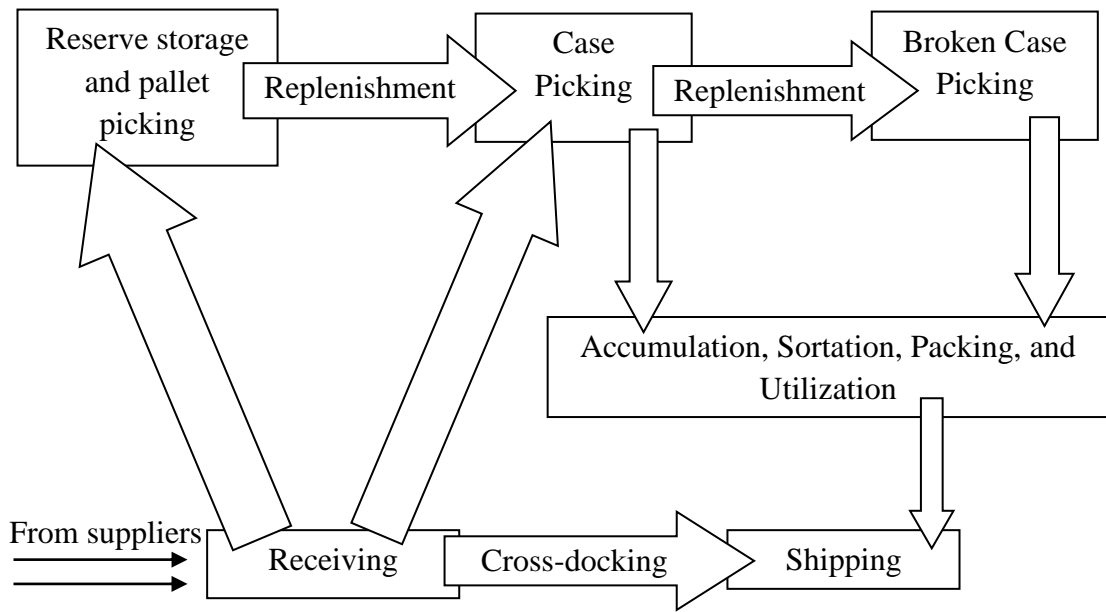 Reserve storage
and pallet
picking
Replenishment
Case
Picking
Replenishment
Broken Case
Picking
Accumulation, Sortation, Packing, and
Utilization
From suppliers
Receiving
Cross-docking
Shipping